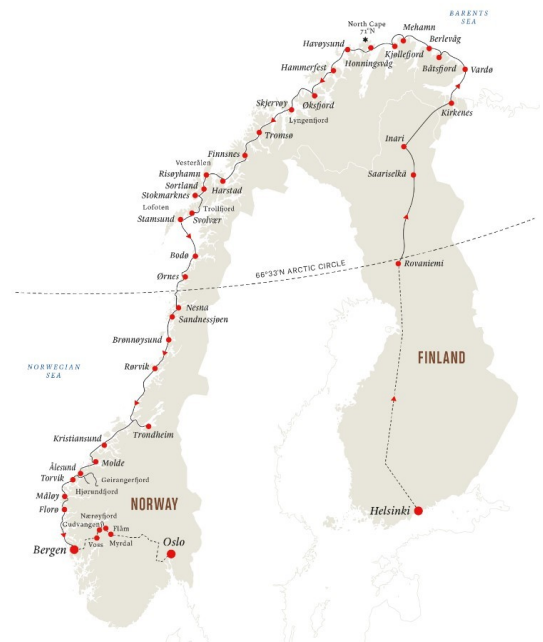 BARENTS
SEA
North Cape
71°N
Mehamn
Berlevåg
Havøysund
Kjøllefjord
Honningsvåg
Båtsfjord
Hammerfest
Vardø
Øksfjord
Skjervøy
Lyngenfjord
Kirkenes
Tromsø
Inari
Finnsnes
Vesterålen
Risøyhamn
Saariselkä
Sortland
Harstad
Stokmarknes
Lofoten
Trollfjord
Stamsund
Svolvær
Bodø
66°33'N ARCTIC CIRCLE
Rovaniemi
Ørnes
Nesna
Sandnessjøen
Brønnøysund
NORWEGIAN
SEA
Rørvik
FINLAND
Trondheim
Kristiansund
Molde
Ålesund
Torvik
Geirangerfjord
Hjørundfjord
Måløy
NORWAY
Florø
Nærøyfjord
Gudvangen
Flåm
Helsinki
Voss
Myrdal
Oslo
Bergen